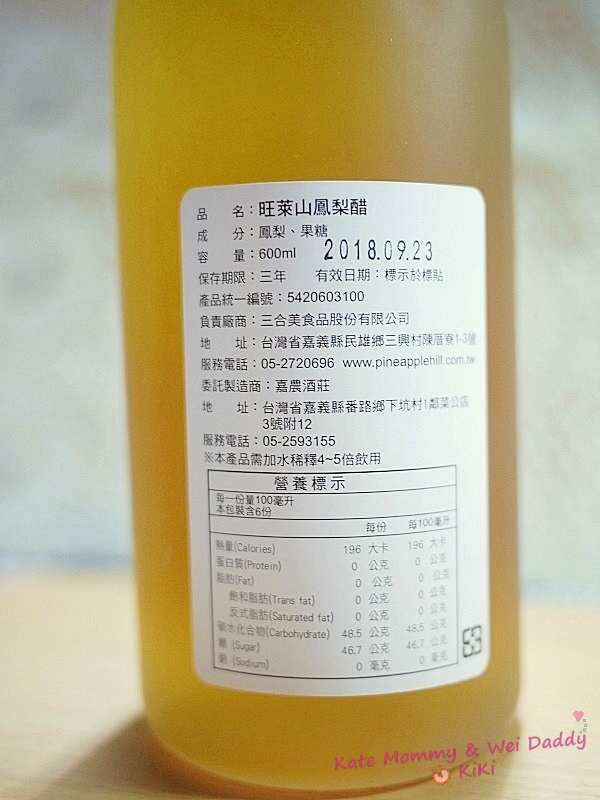 品　　名：旺萊山鳳梨醋
成　　分：鳳梨、果糖
容　　量：600ml　2018.09.23
保存期限：三年　有效日期：標示於標貼
產品統一編號：5420603100
負責廠商：三合美食品股份有限公司
地　　址：台灣省嘉義縣民雄鄉三興村陳厝寮1-3號
服務電話：05-2720696 www.pineapplehill.com.tw
委託製造商：嘉農酒莊
地　　址：台灣省嘉義縣番路鄉下坑村1鄰菜公店
3號附12
服務電話：05-2593155
※本產品需加水稀釋4~5倍飲用
營養標示
每一份量100毫升
本包裝含6份
每份　每100毫升
熱量(Calories) 196 大卡 196 大卡
蛋白質(Protein) 0 公克 0 公克
脂肪(Fat) 0 公克 0 公克
飽和脂肪(Trans fat) 0 公克 0 公克
反式脂肪(Saturated fat) 0 公克 0 公克
碳水化合物(Carbohydrate) 48.5 公克 48.5 公克
糖 (Sugar) 46.7 公克 46.7 公克
鈉 (Sodium) 0 毫克 0 毫克
Kate Mommy & Wei Daddy
KiKi